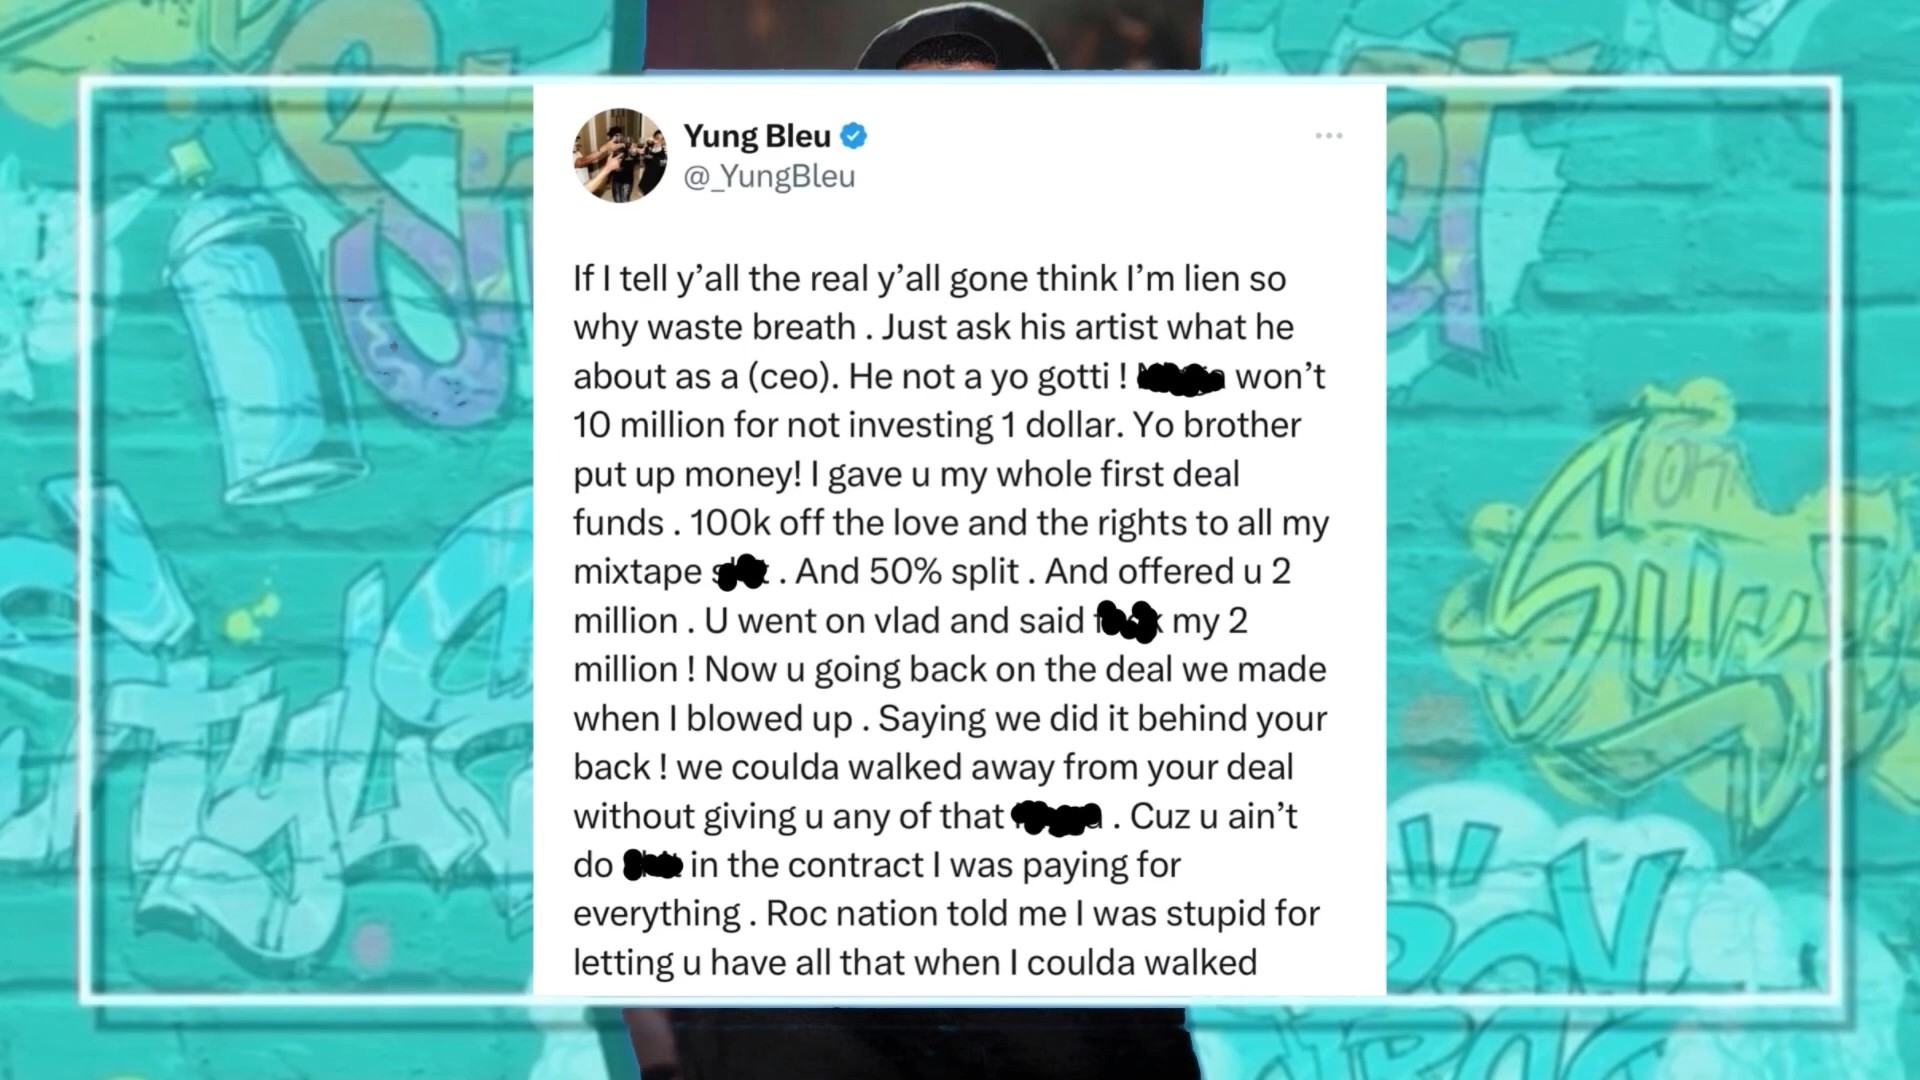 Yung Bleu
@_YungBleu
If I tell y’all the real y’all gone think I’m lien so
why waste breath . Just ask his artist what he
about as a (ceo). He not a yo gotti ! won’t
10 million for not investing 1 dollar. Yo brother
put up money! I gave u my whole first deal
funds . 100k off the love and the rights to all my
mixtape . And 50% split . And offered u 2
million . U went on vlad and said my 2
million ! Now u going back on the deal we made
when I blowed up . Saying we did it behind your
back ! we coulda walked away from your deal
without giving u any of that . Cuz u ain’t
do in the contract I was paying for
everything . Roc nation told me I was stupid for
letting u have all that when I coulda walked